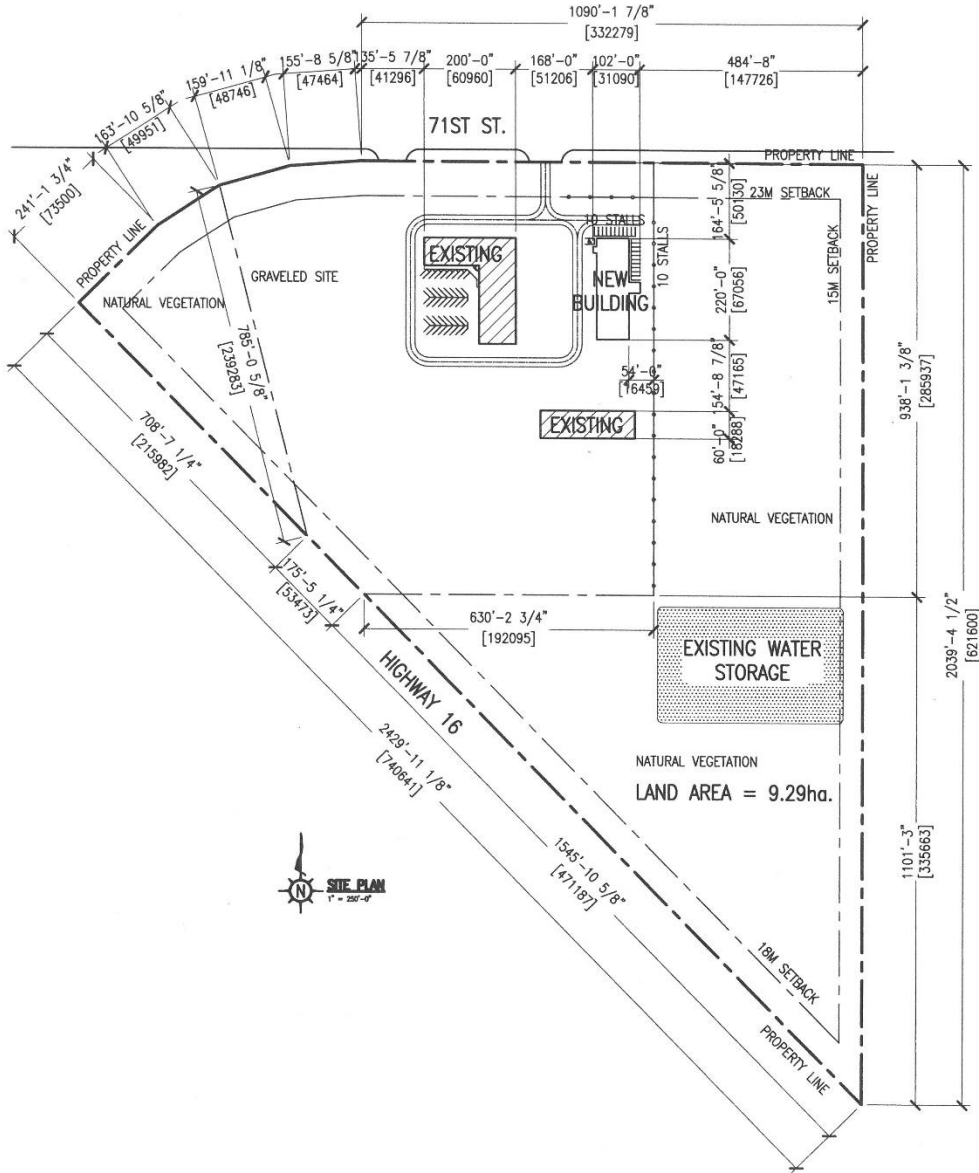 1090'-1 7/8"
[332279]
155'-8 5/8"
[47464]
135'-5 7/8"
[41296]
200'-0"
[60960]
168'-0"
[51206]
102'-0"
[31090]
484'-8"
[147726]
159'-11 1/8"
[48746]
163'-10 5/8"
[49951]
241'-1 3/4"
[73500]
71ST ST.
PROPERTY LINE
23M SETBACK
PROPERTY LINE
15M SETBACK
PROPERTY LINE
NATURAL VEGETATION
GRAVELED SITE
EXISTING
10 STALLS
10 STALLS
NEW
BUILDING
164'-5 5/8"
[50130]
220'-0"
[67056]
54'-8 7/8"
[47165]
60'-0"
[18288]
54'-0"
[16459]
EXISTING
785'-0 5/8"
[239283]
938'-1 3/8"
[285937]
708'-7 1/4"
[215982]
NATURAL VEGETATION
175'-5 1/4"
[53473]
630'-2 3/4"
[192095]
HIGHWAY 16
EXISTING WATER
STORAGE
2039'-4 1/2"
[621600]
2429'-11 1/8"
[740641]
NATURAL VEGETATION
LAND AREA = 9.29ha.
1545'-10 5/8"
[471187]
1101'-3"
[335663]
N
SITE PLAN
1" = 250'-0"
18M SETBACK
PROPERTY LINE